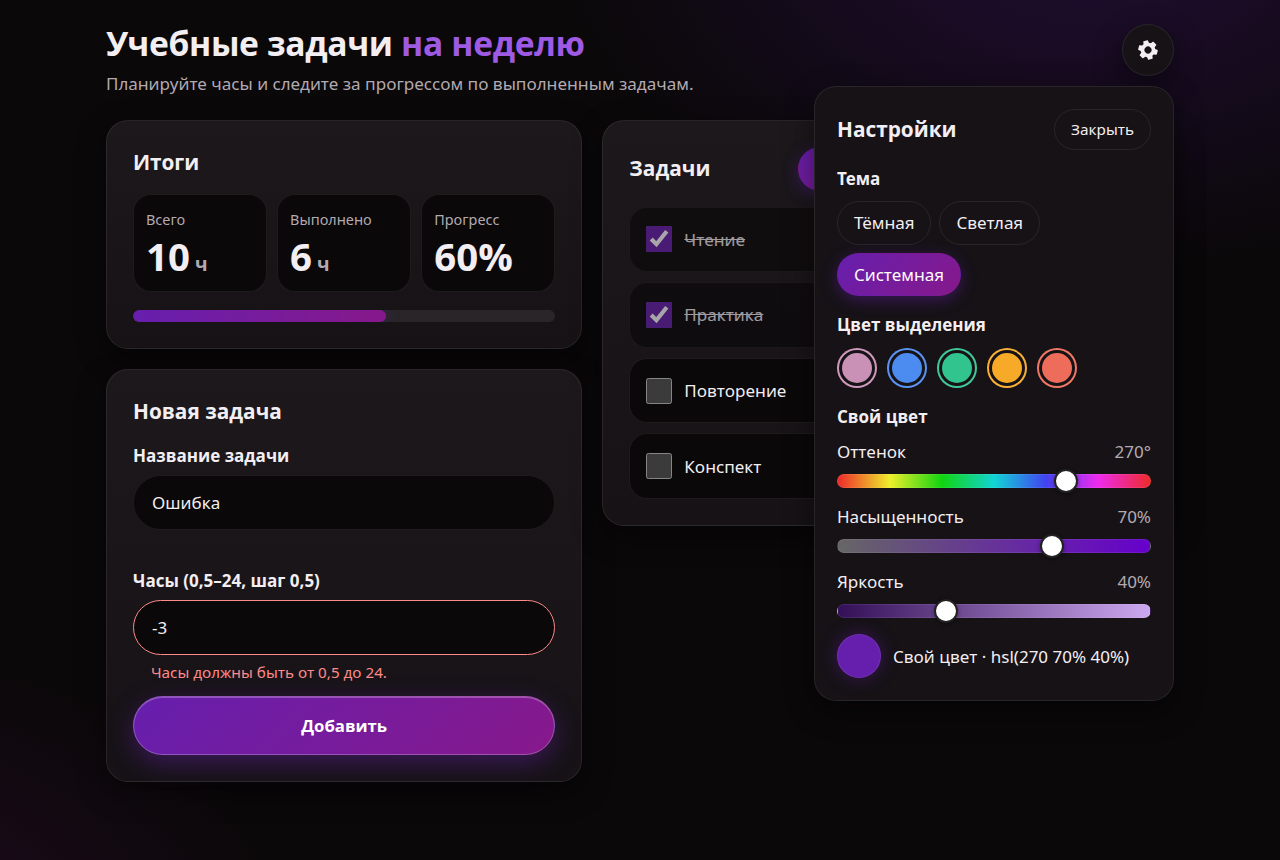 Учебные задачи на неделю
Планируйте часы и следите за прогрессом по выполненным задачам.
Итоги
Всего
10 ч
Выполнено
6 ч
Прогресс
60%
Новая задача
Название задачи
Ошибка
Часы (0,5–24, шаг 0,5)
-3
Часы должны быть от 0,5 до 24.
Добавить
Задачи
Чтение
Практика
Повторение
Конспект
Настройки
Закрыть
Тема
Тёмная
Светлая
Системная
Цвет выделения
Свой цвет
Оттенок
270°
Насыщенность
70%
Яркость
40%
Свой цвет · hsl(270 70% 40%)